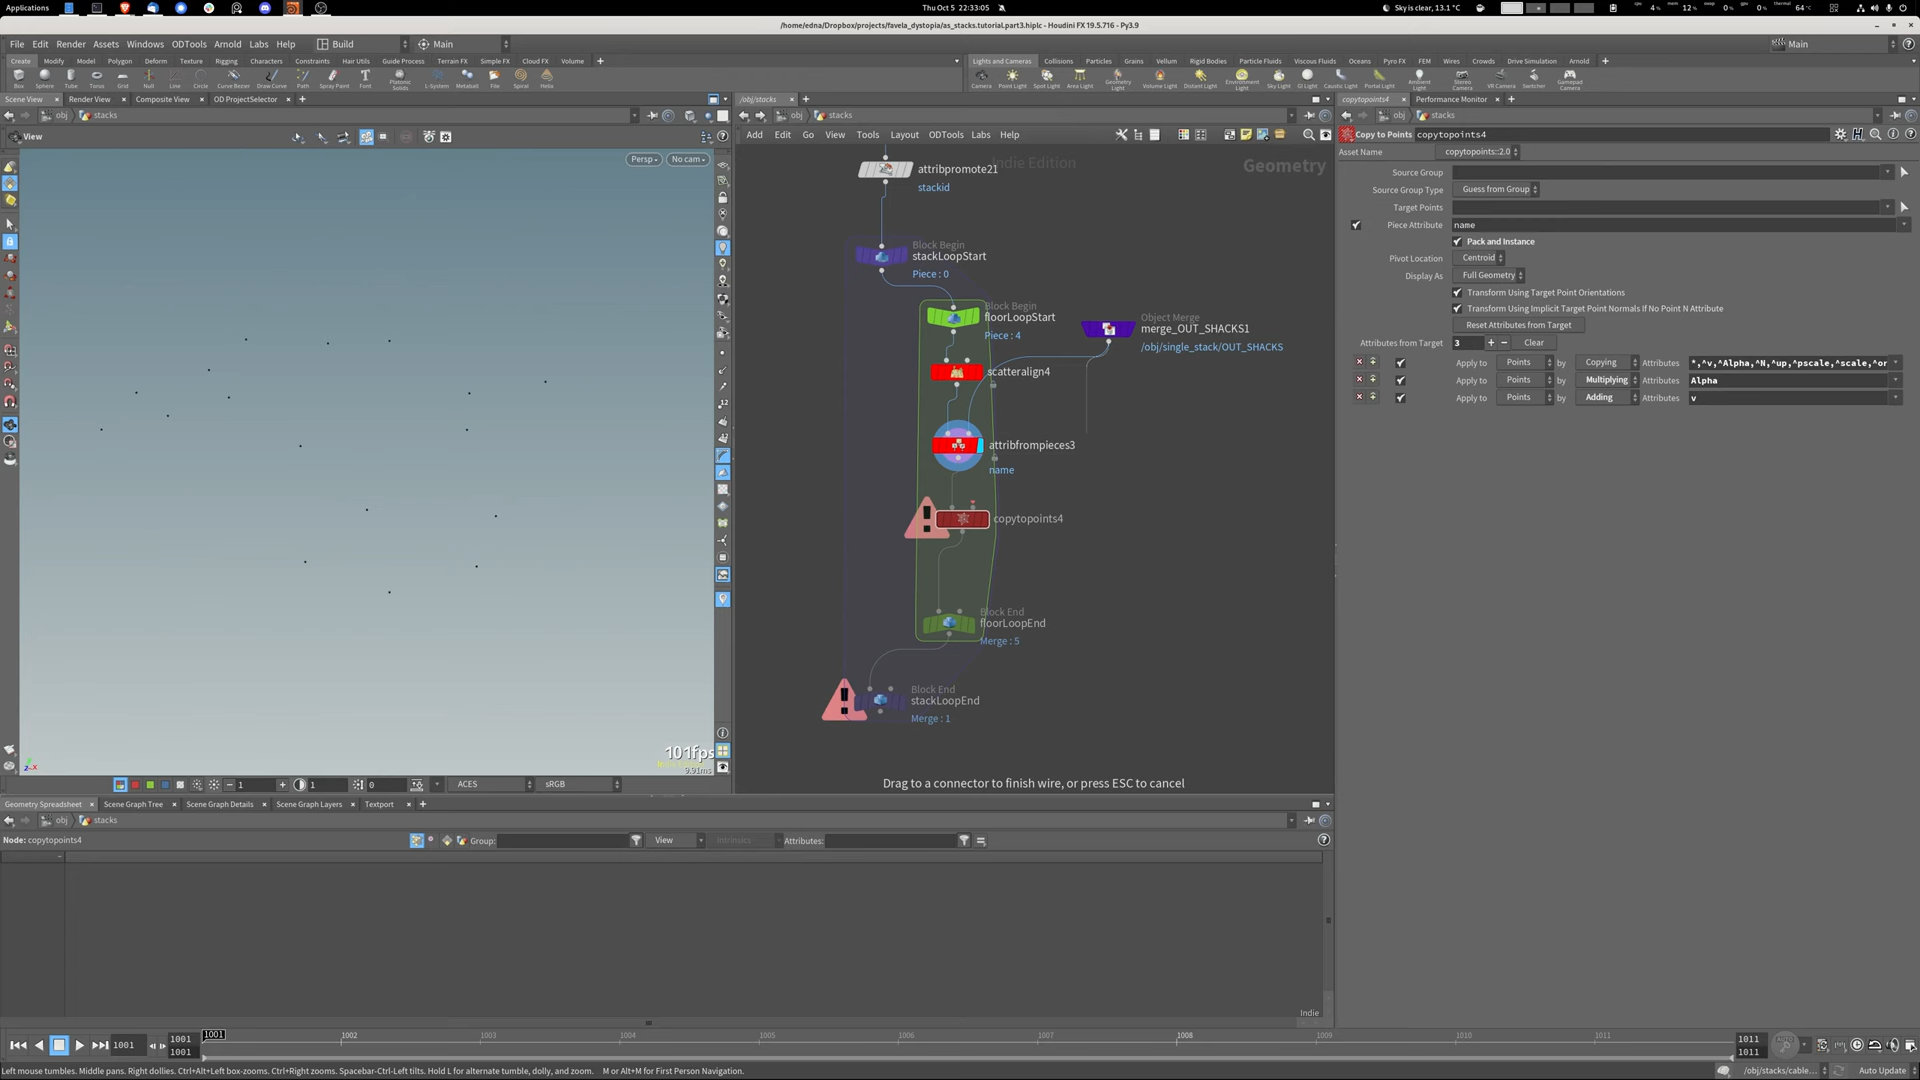 Applications
Thu Oct 5 22:33:05
Sky is clear, 13.1 °C
4%
12%
0%
0%
64°C
/home/edna/Dropbox/projects/favela_dystopia/as_stacks.tutorial.part3.hiplc - Houdini FX 19.5.716 - Py3.9
File Edit Render Assets Windows ODTools Arnold Labs Help Build Main Main
Create Modify Model Polygon Deform Texture Rigging Characters Constraints Hair Utils Guide Process Terrain FX Simple FX Cloud FX Volume
Lights and Cameras Collisions Particles Grains Vellum Rigid Bodies Particle Fluids Viscous Fluids Oceans Pyro FX FEM Wires Crowds Drive Simulation Arnold
Box Sphere Tube Torus Grid Null Line Circle Curve Bezier Draw Curve Path Spray Paint Font Platonic Solids L-System Metaball File Spiral Helix
Camera Point Light Spot Light Area Light Geometry Light Volume Light Distant Light Environment Light Sky Light GI Light Caustic Light Portal Light Ambient Light Stereo Camera VR Camera Switcher Gamepad Camera
Scene View Render View Composite View OD ProjectSelector
/obj/stacks
copytopoints4 Performance Monitor
obj stacks
obj stacks
obj stacks
View
Add Edit Go View Tools Layout ODTools Labs Help
Copy to Points copytopoints4
Persp No cam
Indie Edition
Geometry
Asset Name copytopoints::2.0
Source Group
Source Group Type Guess from Group
Target Points
Piece Attribute name
Pack and Instance
Pivot Location Centroid
Display As Full Geometry
Transform Using Target Point Orientations
Transform Using Implicit Target Point Normals If No Point N Attribute
Reset Attributes from Target
Attributes from Target 3 Clear
Apply to Points by Copying Attributes *,^v,^Alpha,^N,^up,^pscale,^scale,^or
Apply to Points by Multiplying Attributes Alpha
Apply to Points by Adding Attributes v
attribpromote21
stackid
Block Begin
stackLoopStart
Piece : 0
Block Begin
floorLoopStart
Piece : 4
Object Merge
merge_OUT_SHACKS1
/obj/single_stack/OUT_SHACKS
scatteralign4
attribfrompieces3
name
copytopoints4
Block End
floorLoopEnd
Merge : 5
Block End
stackLoopEnd
Merge : 1
101fps
9.91ms
Drag to a connector to finish wire, or press ESC to cancel
1 1 0 ACES sRGB
Geometry Spreadsheet Scene Graph Tree Scene Graph Details Scene Graph Layers Textport
obj stacks
Node: copytopoints4 Group: View Intrinsics Attributes:
Indie
1001 1002 1003 1004 1005 1006 1007 1008 1009 1010 1011
1001 1001 1001 1011 1011
Left mouse tumbles. Middle pans. Right dollies. Ctrl+Alt+Left box-zooms. Ctrl+Right zooms. Spacebar-Ctrl-Left tilts. Hold L for alternate tumble, dolly, and zoom. M or Alt+M for First Person Navigation.
/obj/stacks/cable... Auto Update